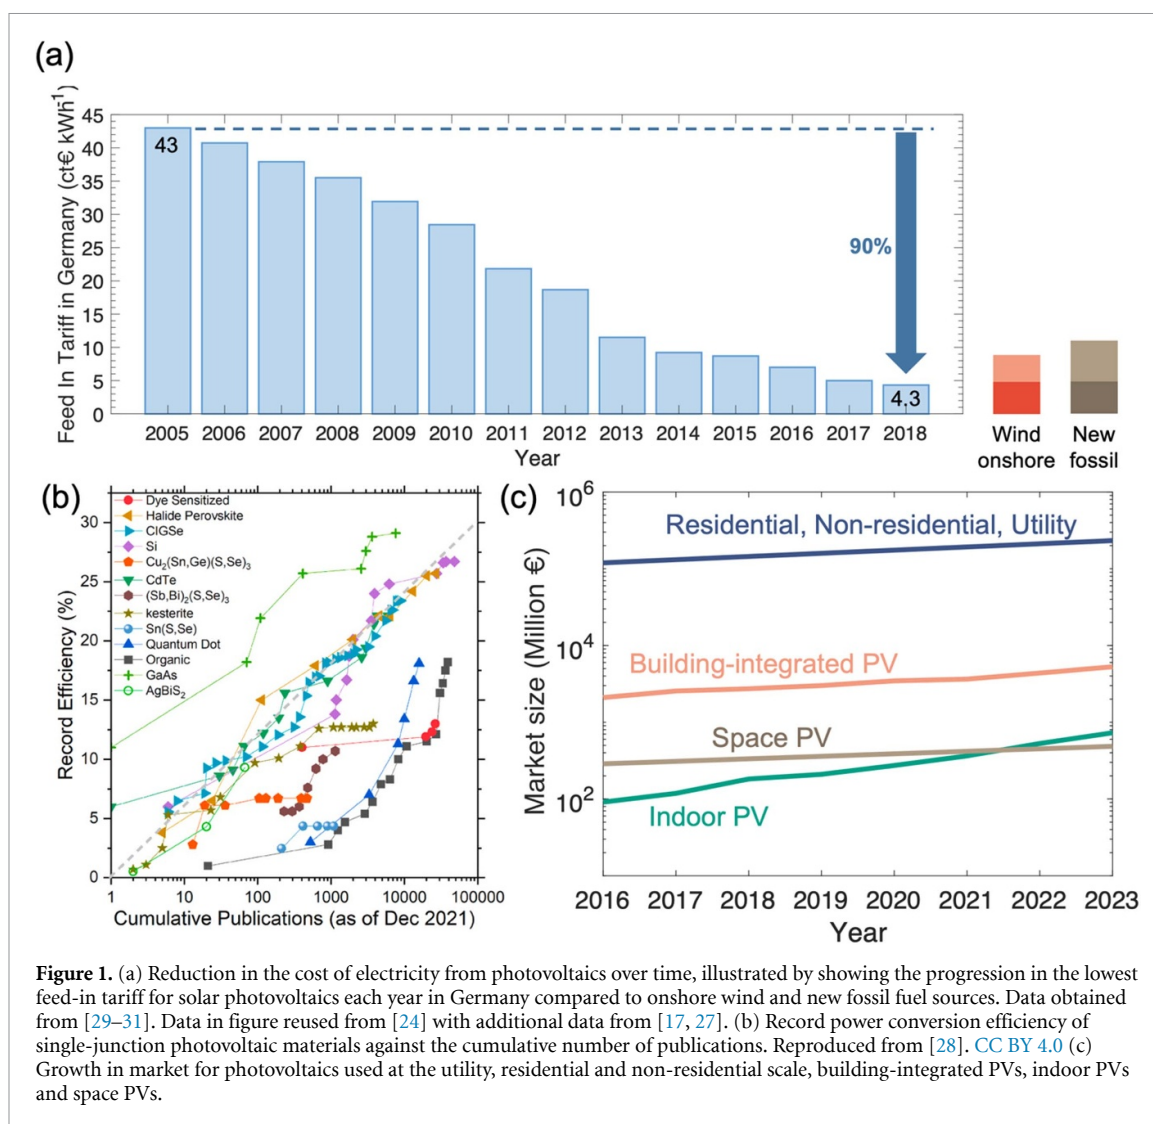 (a)
Feed In Tariff in Germany (ct€ kWh⁻¹)
45
40
35
30
25
20
15
10
5
0
43
90%
4.3
2005 2006 2007 2008 2009 2010 2011 2012 2013 2014 2015 2016 2017 2018
Year
Wind onshore
New fossil
(b)
Record Efficiency (%)
30
25
20
15
10
5
0
Dye Sensitized
Halide Perovskite
CIGSe
Si
Cu₂(Sn,Ge)(S,Se)₃
CdTe
(Sb,Bi)₂(S,Se)₃
kesterite
Sn(S,Se)
Quantum Dot
Organic
GaAs
AgBiS₂
1 10 100 1000 10000 100000
Cumulative Publications (as of Dec 2021)
(c)
Market size (Million €)
10⁶
10⁴
10²
Residential, Non-residential, Utility
Building-integrated PV
Space PV
Indoor PV
2016 2017 2018 2019 2020 2021 2022 2023
Year
Figure 1. (a) Reduction in the cost of electricity from photovoltaics over time, illustrated by showing the progression in the lowest
feed-in tariff for solar photovoltaics each year in Germany compared to onshore wind and new fossil fuel sources. Data obtained
from [29–31]. Data in figure reused from [24] with additional data from [17, 27]. (b) Record power conversion efficiency of
single-junction photovoltaic materials against the cumulative number of publications. Reproduced from [28]. CC BY 4.0 (c)
Growth in market for photovoltaics used at the utility, residential and non-residential scale, building-integrated PVs, indoor PVs
and space PVs.